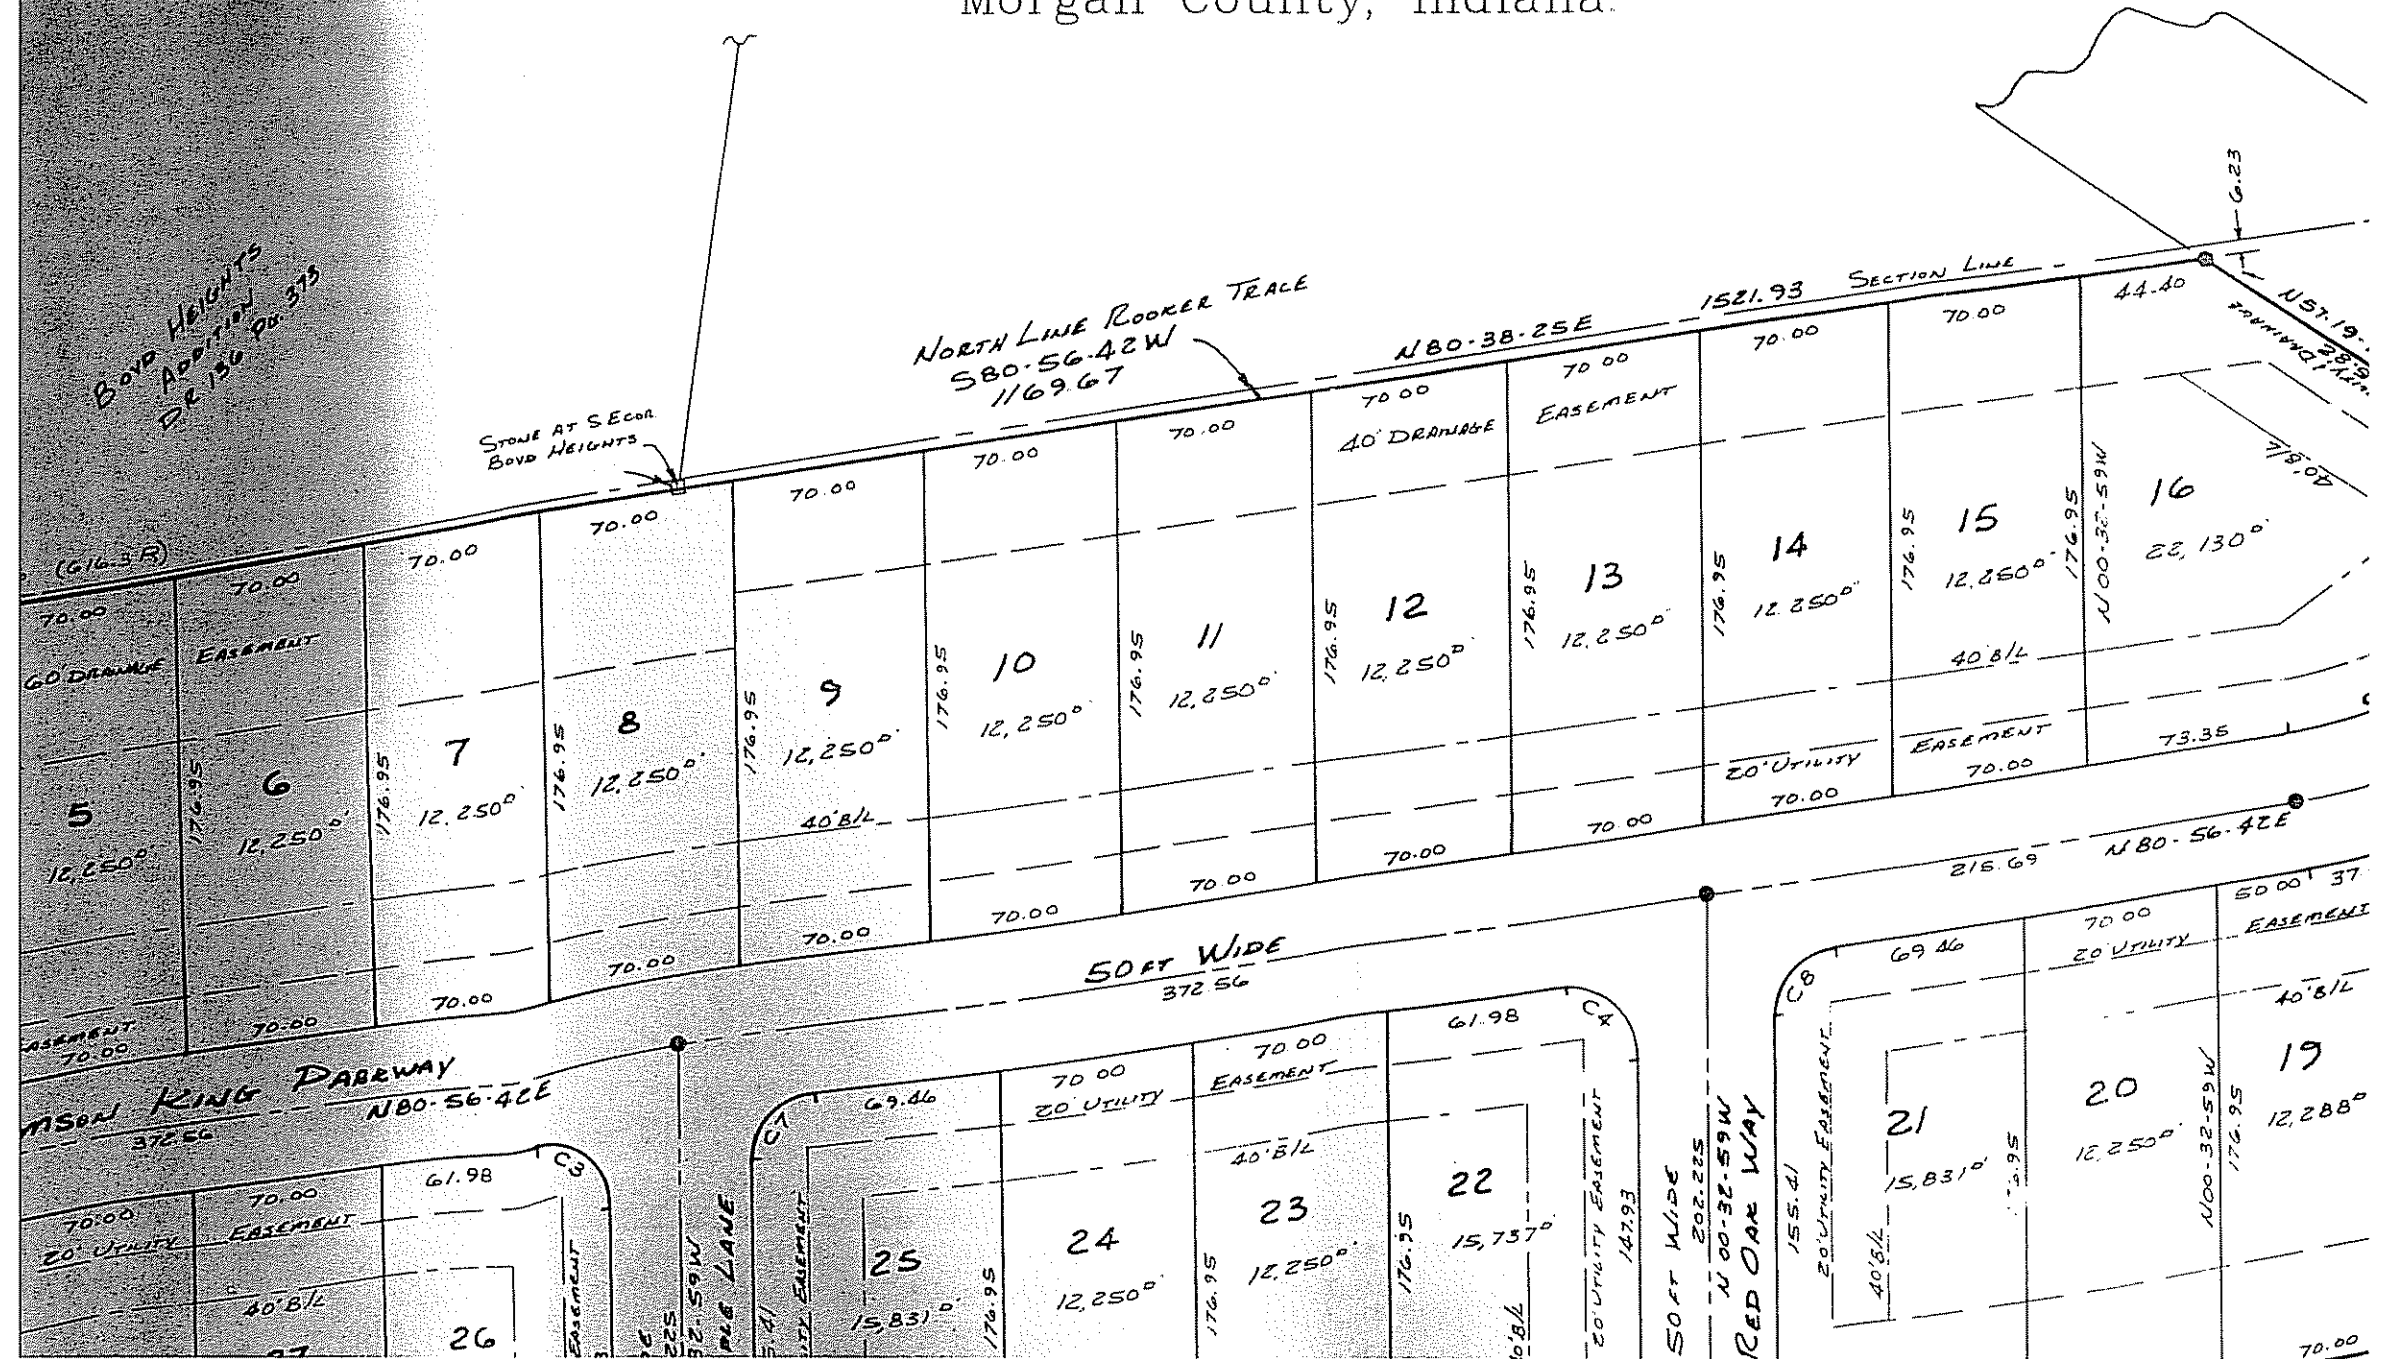 Morgan County, Indiana.
BOYD HEIGHTS
ADDITION
DR 136 PG. 373
STONE AT S.E COR.
BOYD HEIGHTS
NORTH LINE ROOKER TRACE
S80-56-42W
1169.67
N80-38-25E
1521.93
SECTION LINE
6.23
N57-19-
(616.3 R)
70.00
70.00
70.00
70.00
70.00
70.00
70.00
70.00
70.00
70.00
70.00
44.40
60' DRAINAGE
EASEMENT
40' DRAINAGE
EASEMENT
5
12,250
176.95
6
12,250
176.95
7
12,250
176.95
8
12,250
176.95
9
12,250
176.95
10
12,250
176.95
11
12,250
176.95
12
12,250
176.95
13
12,250
176.95
14
12,250
176.95
15
12,250
176.95
N00-32-59W
16
22,130
40'B/L
40'B/L
40'B/L
20' UTILITY
EASEMENT
70.00
70.00
70.00
70.00
70.00
70.00
70.00
70.00
70.00
70.00
70.00
73.35
MSON KING PARKWAY
N80-56-42E
372.56
50 FT WIDE
372.56
215.69
N80-56-42E
70.00
20' UTILITY
70.00
EASEMENT
61.98
C3
40'B/L
26
EASEMENT
C7
69.46
25
15,831
176.95
70.00
20' UTILITY
24
12,250
176.95
70.00
EASEMENT
40'B/L
23
12,250
176.95
61.98
C4
22
15,737
20' UTILITY EASEMENT
147.93
50 FT WIDE
202.225
N00-32-59W
RED OAK WAY
155.41
C8
69.46
20' UTILITY EASEMENT
40'B/L
21
15,831
70.00
20' UTILITY
20
12,250
N00-32-59W
176.95
50.00
37
EASEMENT
40'B/L
19
12,288
70.00